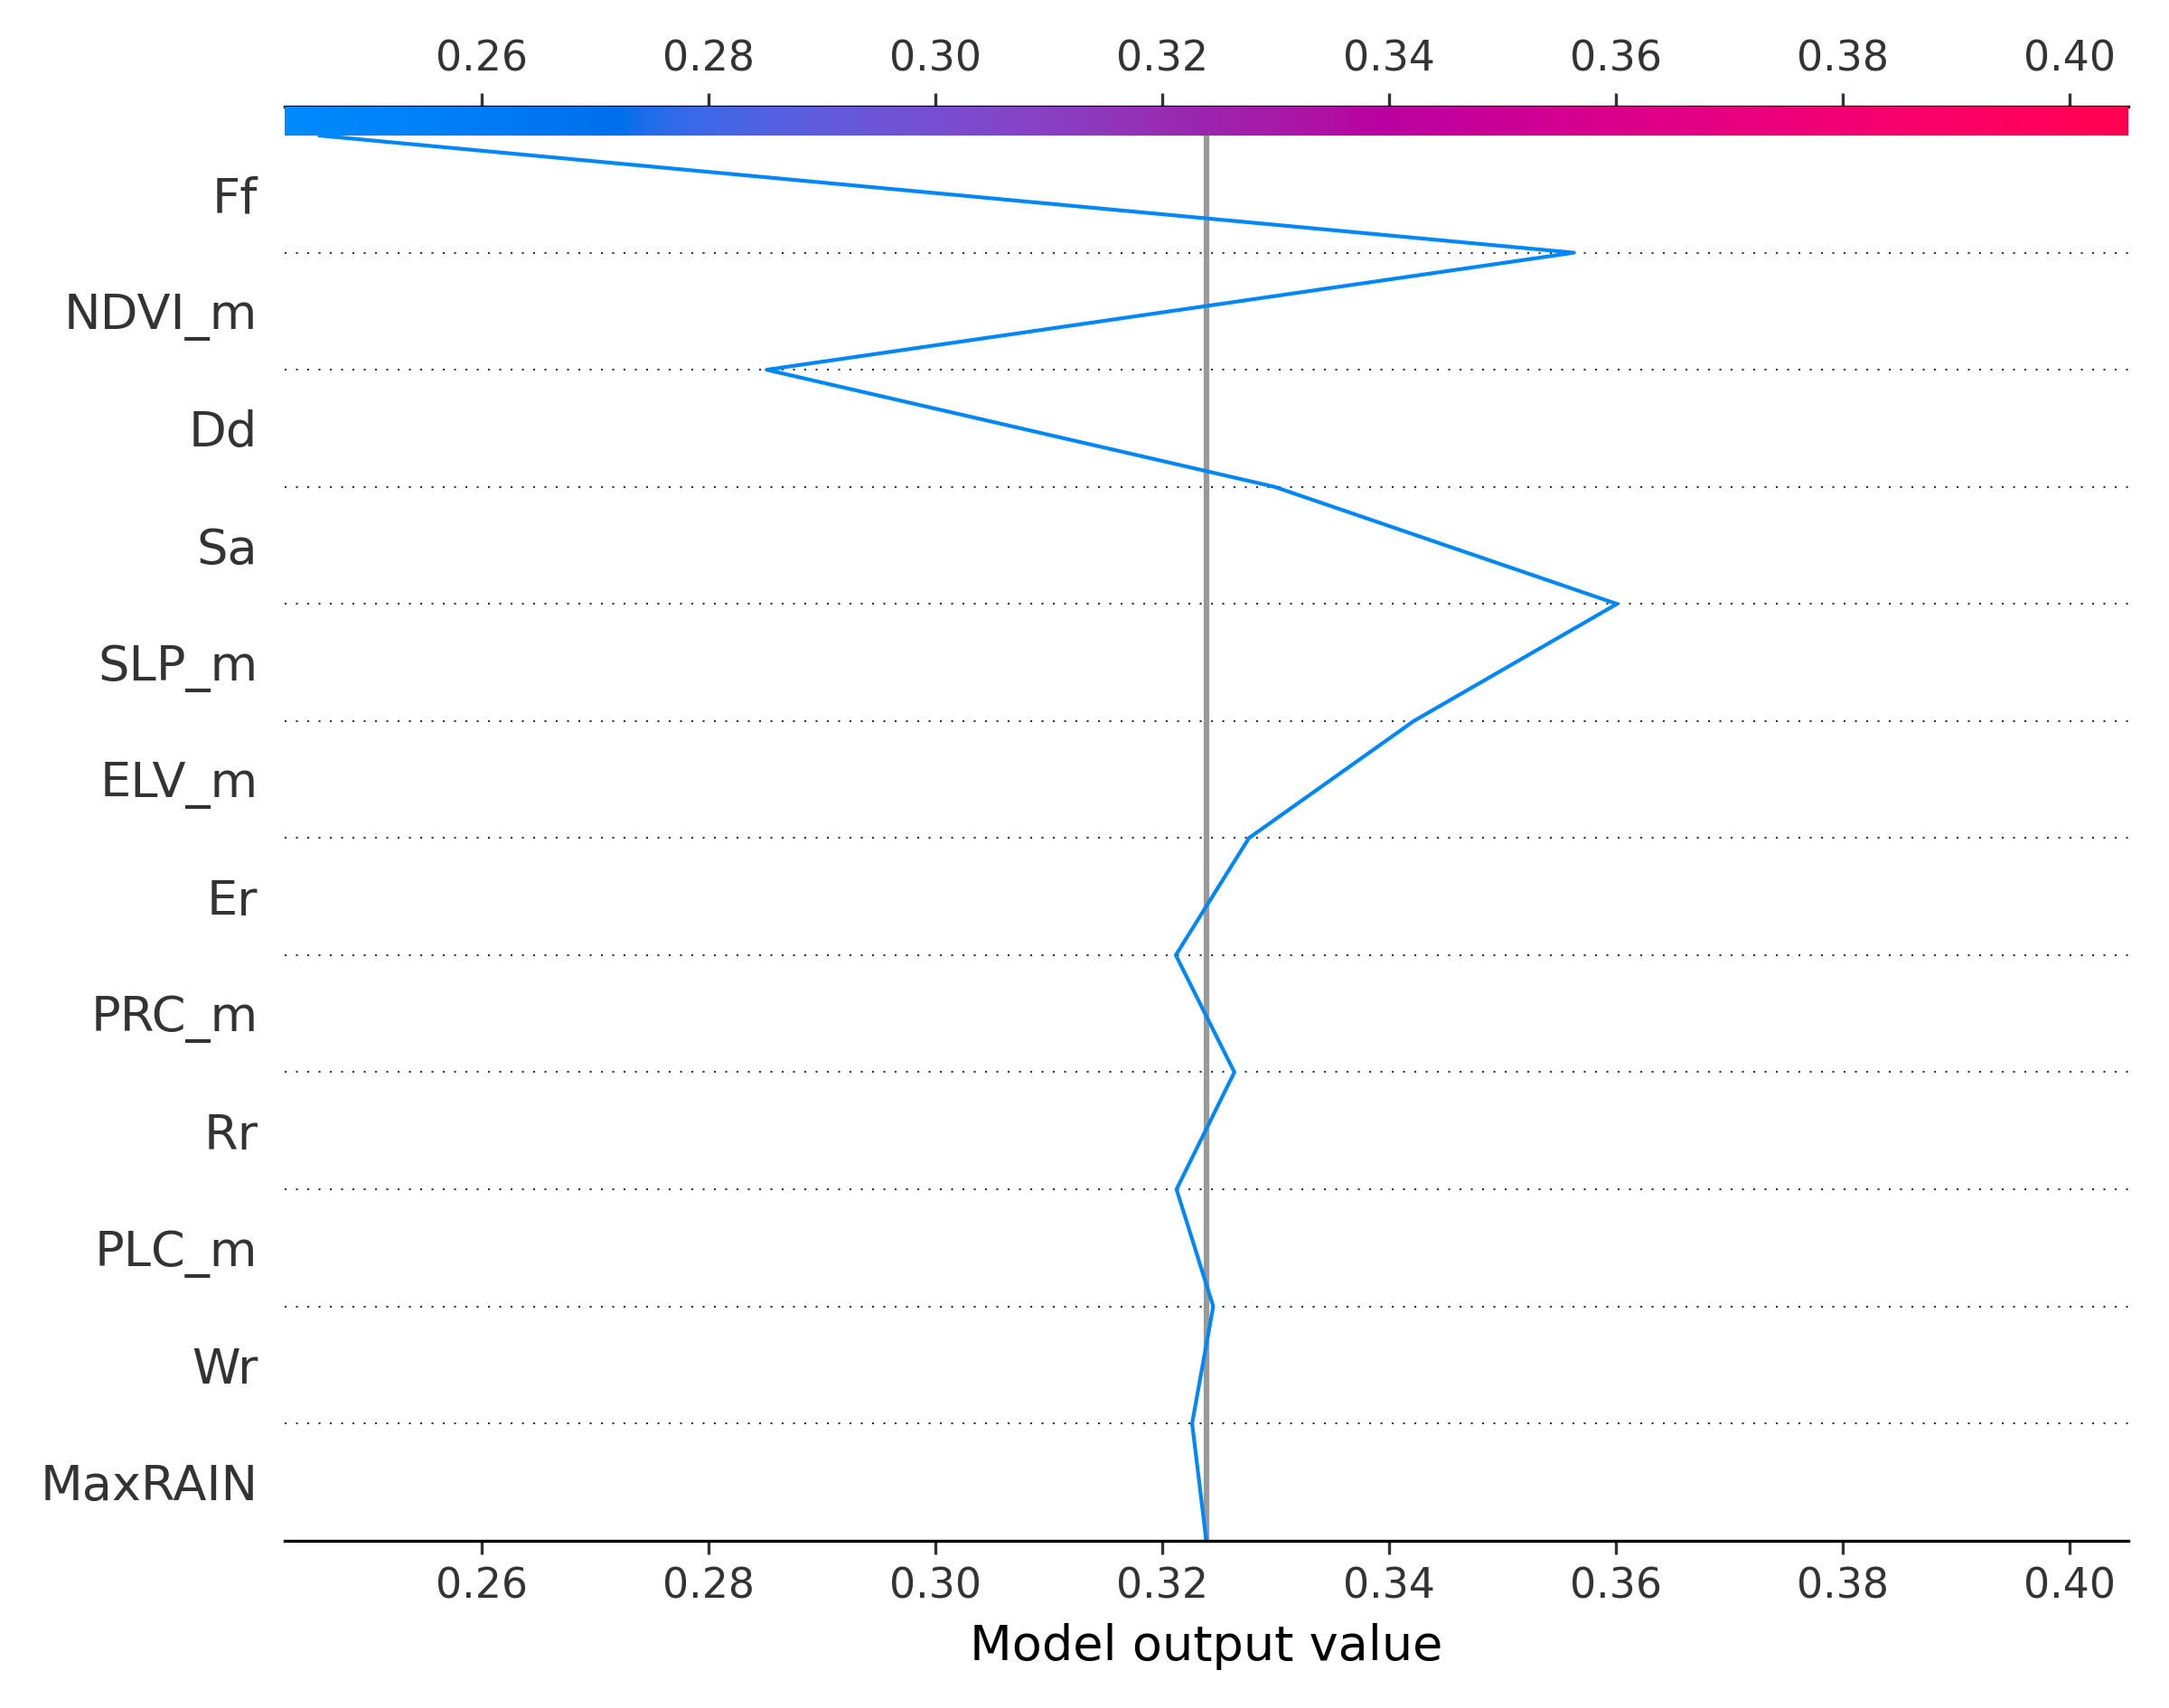 0.26 0.28 0.30 0.32 0.34 0.36 0.38 0.40
Ff
NDVI_m
Dd
Sa
SLP_m
ELV_m
Er
PRC_m
Rr
PLC_m
Wr
MaxRAIN
0.26 0.28 0.30 0.32 0.34 0.36 0.38 0.40
Model output value